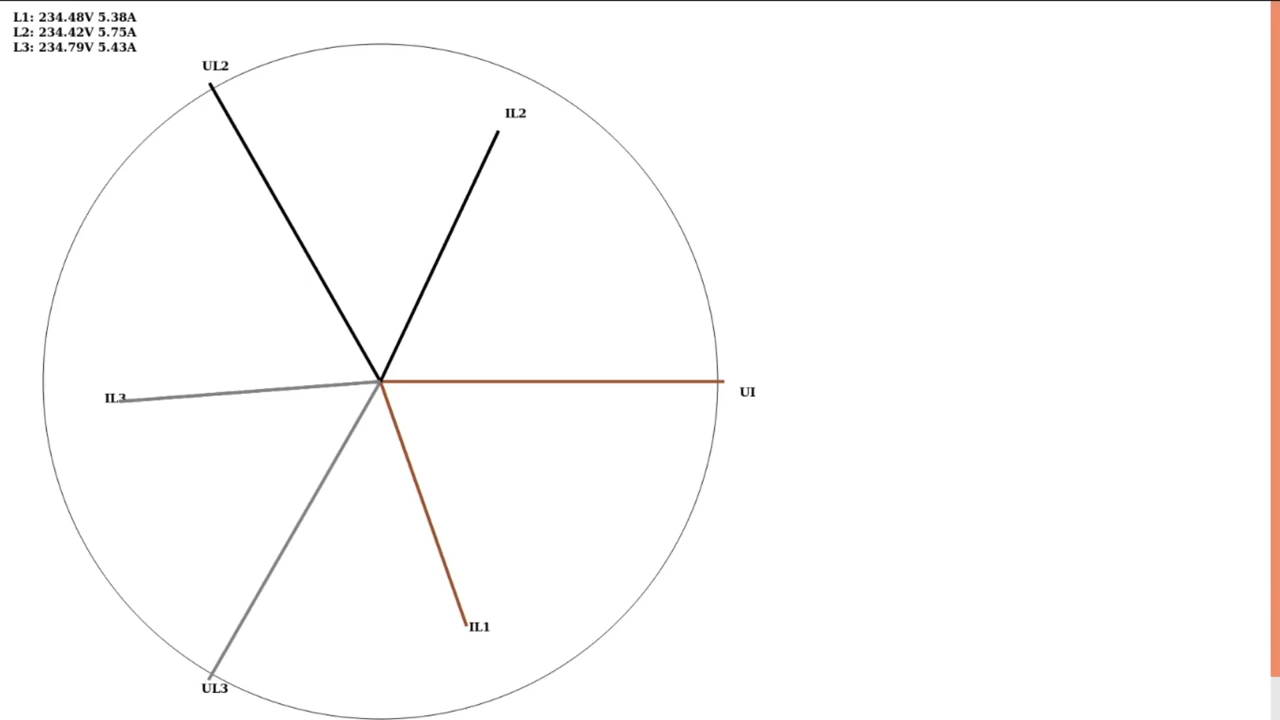 L1: 234.48V 5.38A
L2: 234.42V 5.75A
L3: 234.79V 5.43A
UL2
IL2
UI
IL3
IL1
UL3